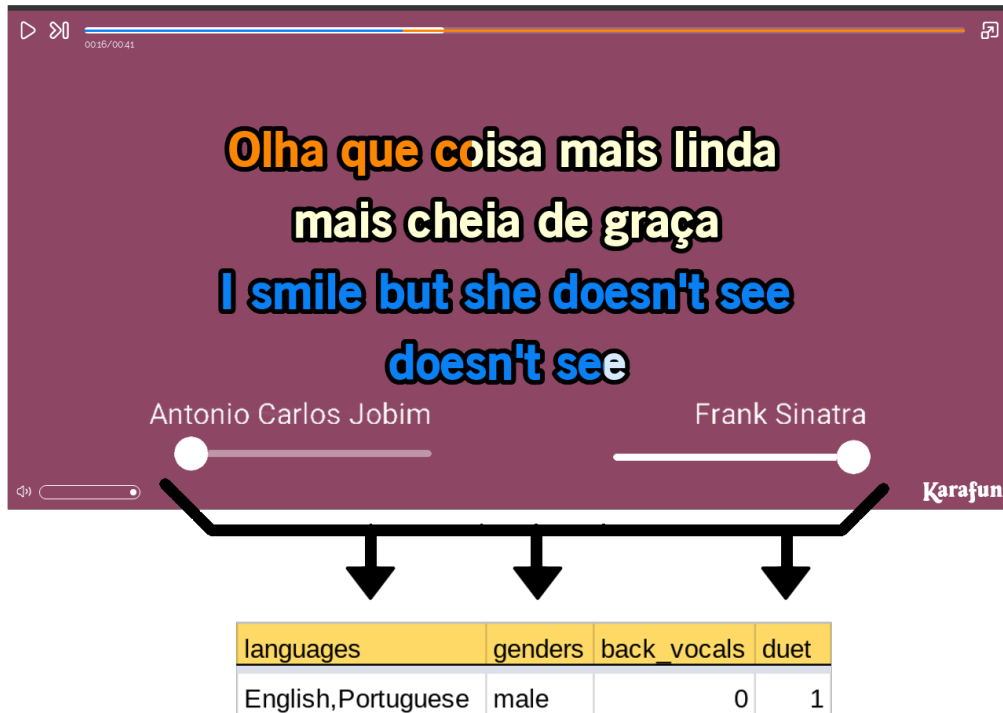 00:16/00:41
Olha que coisa mais linda
mais cheia de graça
I smile but she doesn't see
doesn't see
Antonio Carlos Jobim
Frank Sinatra
Karafun
languages genders back_vocals duet
English,Portuguese male 0 1